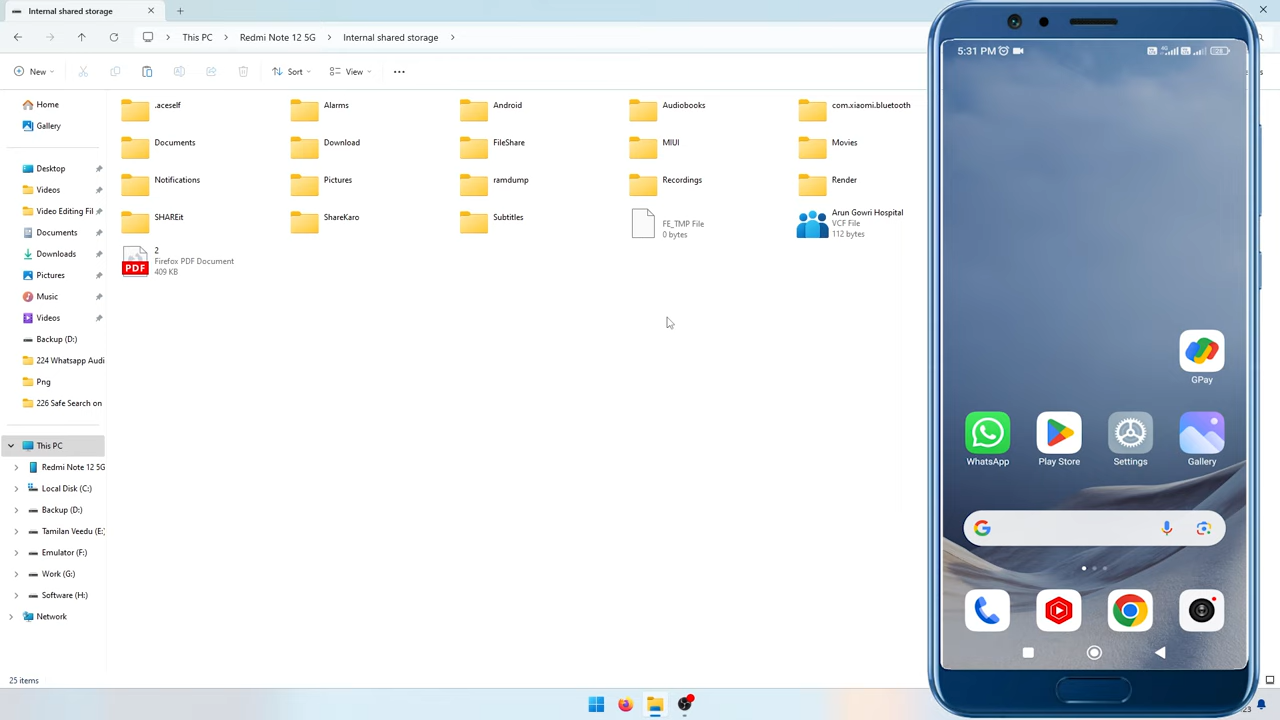 Internal shared storage
This PC
Redmi Note 12 5G
Internal shared storage
New
Sort
View
Home
Gallery
Desktop
Videos
Video Editing Fil
Documents
Downloads
Pictures
Music
Videos
Backup (D:)
224 Whatsapp Audi
Png
226 Safe Search on
This PC
Redmi Note 12 5G
Local Disk (C:)
Backup (D:)
Tamilan Veedu (E:
Emulator (F:)
Work (G:)
Software (H:)
Network
.aceself
Alarms
Android
Audiobooks
com.xiaomi.bluetooth
Documents
Download
FileShare
MIUI
Movies
Notifications
Pictures
ramdump
Recordings
Render
SHAREit
ShareKaro
Subtitles
FE_TMP File
0 bytes
Arun Gowri Hospital
VCF File
112 bytes
2
Firefox PDF Document
409 KB
PDF
25 items
5:31 PM
4G
GPay
WhatsApp
Play Store
Settings
Gallery